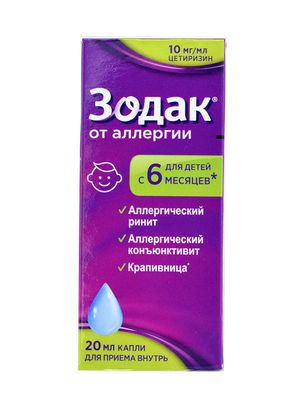 10 мг/мл
ЦЕТИРИЗИН
Зодак®
от аллергии
ДЛЯ ДЕТЕЙ
с 6 МЕСЯЦЕВ*
Аллергический
ринит
Аллергический
конъюнктивит
Крапивница*
20 МЛ КАПЛИ
ДЛЯ ПРИЕМА ВНУТРЬ